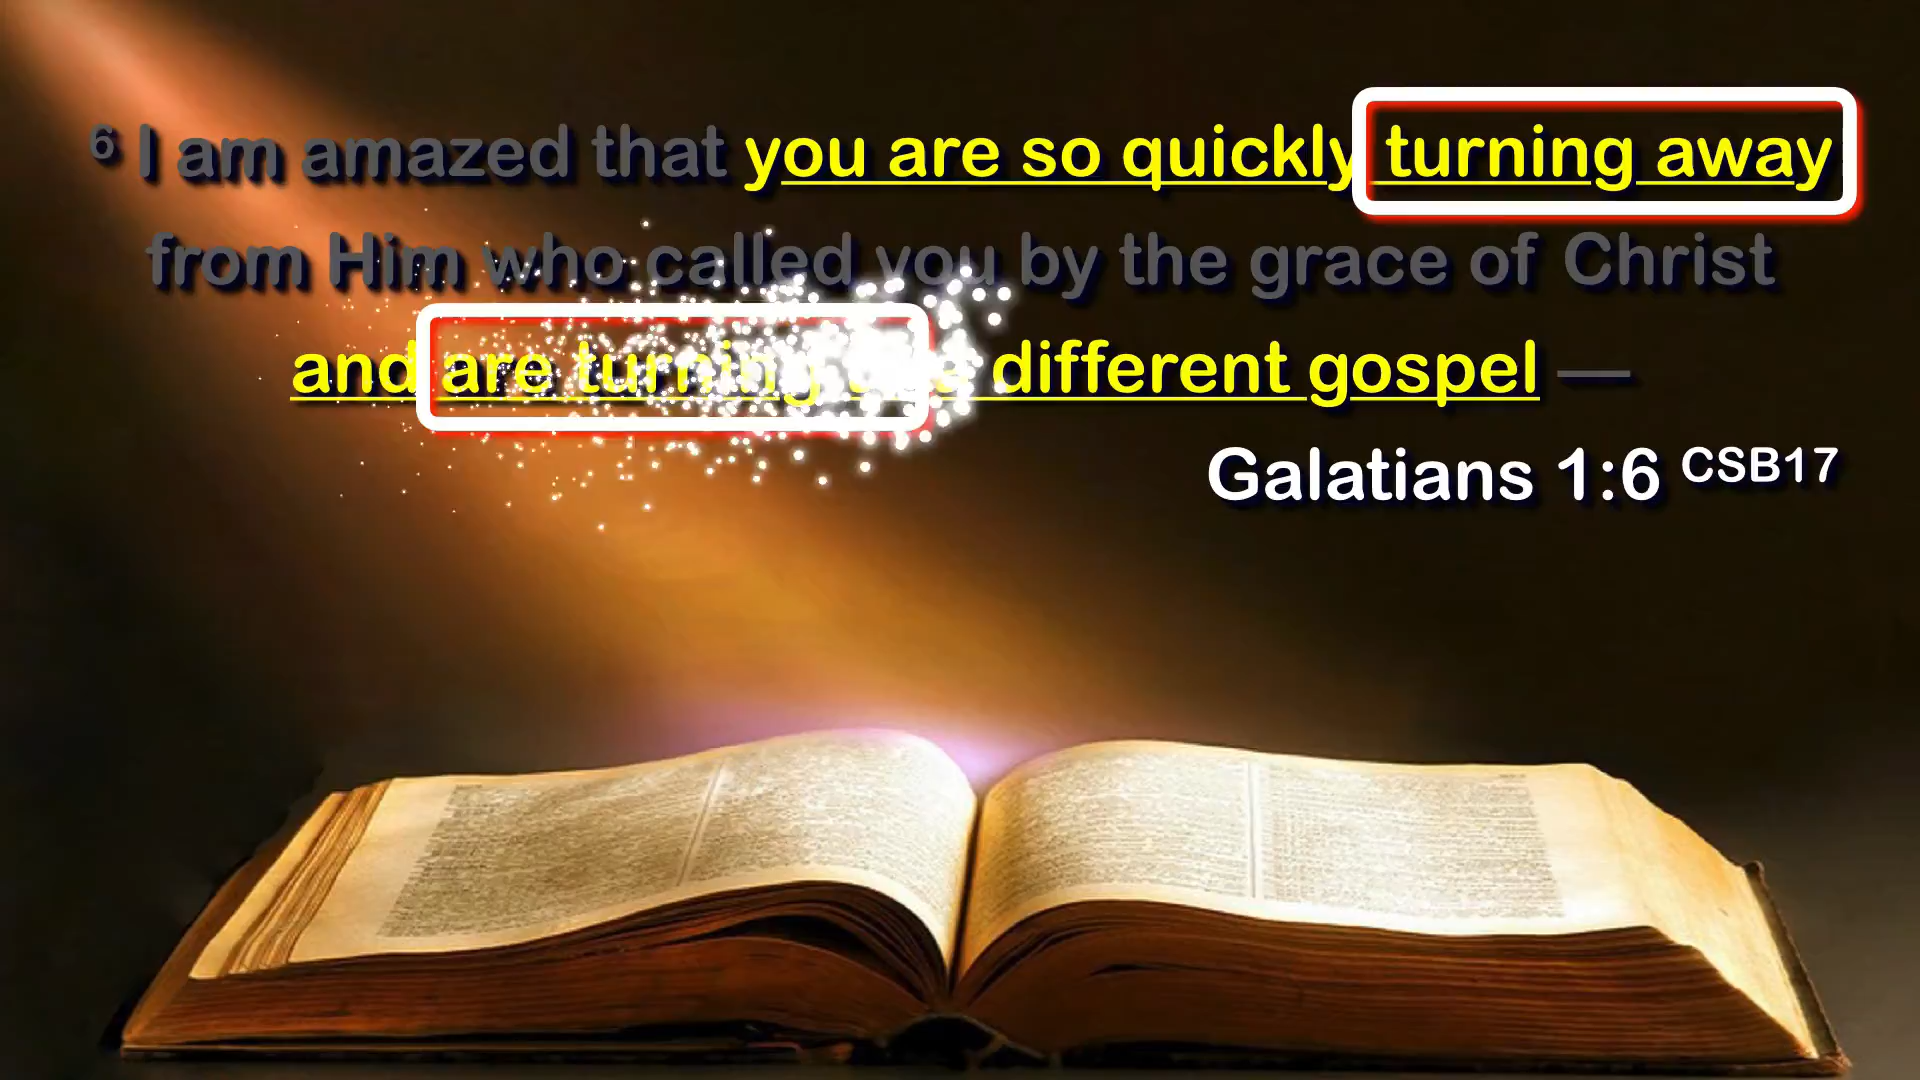 6 I am amazed that you are so quickly turning away
from Him who called you by the grace of Christ
and are turning different gospel —
Galatians 1:6 CSB17